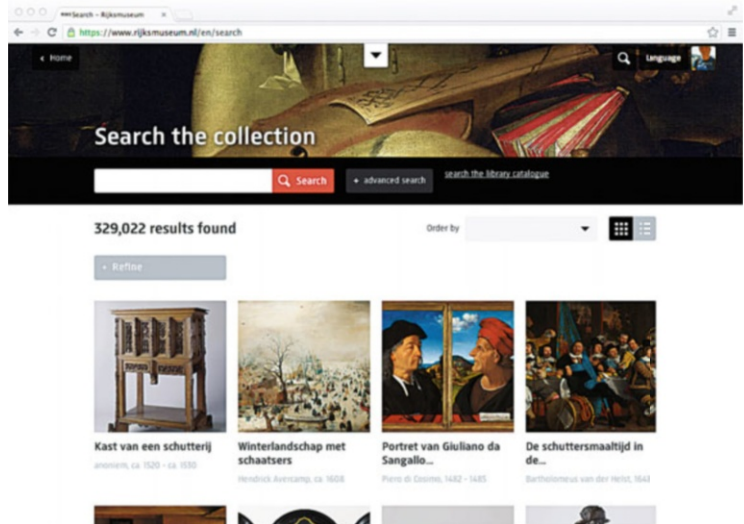 Search – Rijksmuseum
https://www.rijksmuseum.nl/en/search
Home
Language
Search the collection
Search
+ advanced search
search the library catalogue
329,022 results found
Order by
+ Refine
Kast van een schutterij
anoniem, ca. 1520 - ca. 1530
Winterlandschap met
schaatsers
Hendrick Avercamp, ca. 1608
Portret van Giuliano da
Sangallo...
Piero di Cosimo, 1482 - 1485
De schuttersmaaltijd in
de...
Bartholomeus van der Helst, 1648